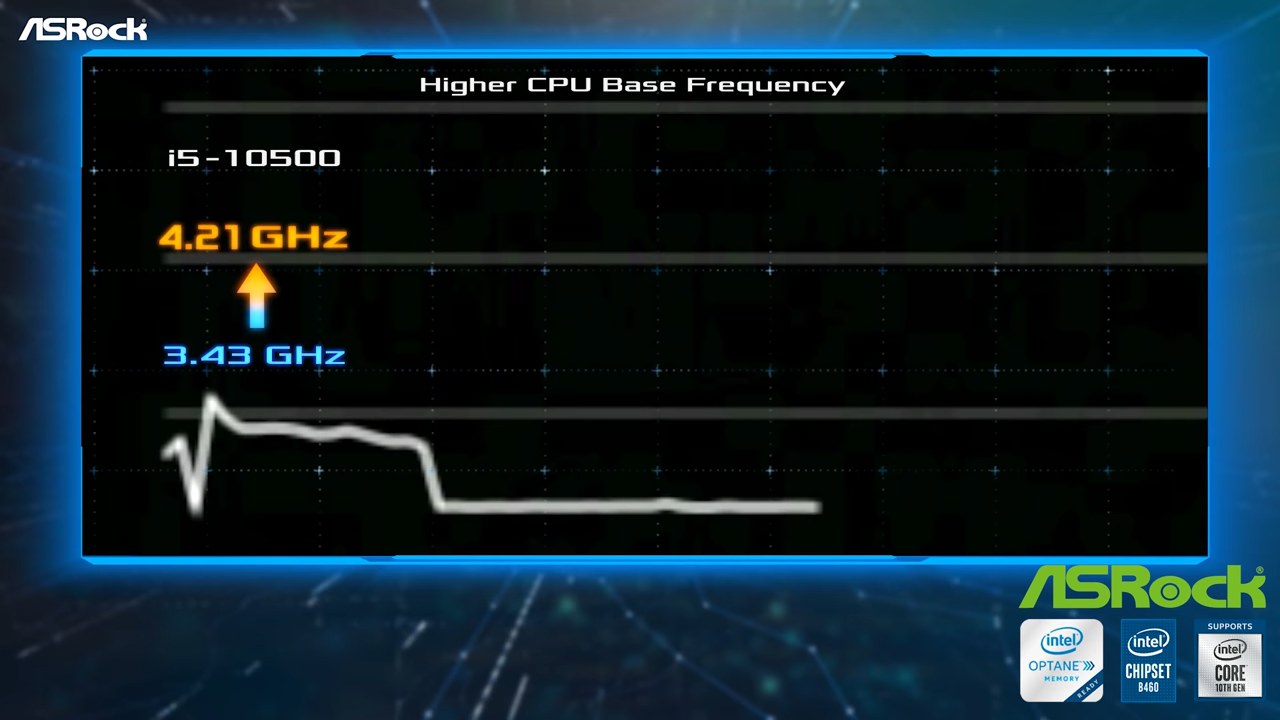 ASRock
Higher CPU Base Frequency
i5-10500
4.21 GHz
3.43 GHz
ASRock®
intel
OPTANE
MEMORY
READY
intel
CHIPSET
B460
SUPPORTS
intel
CORE
10TH GEN